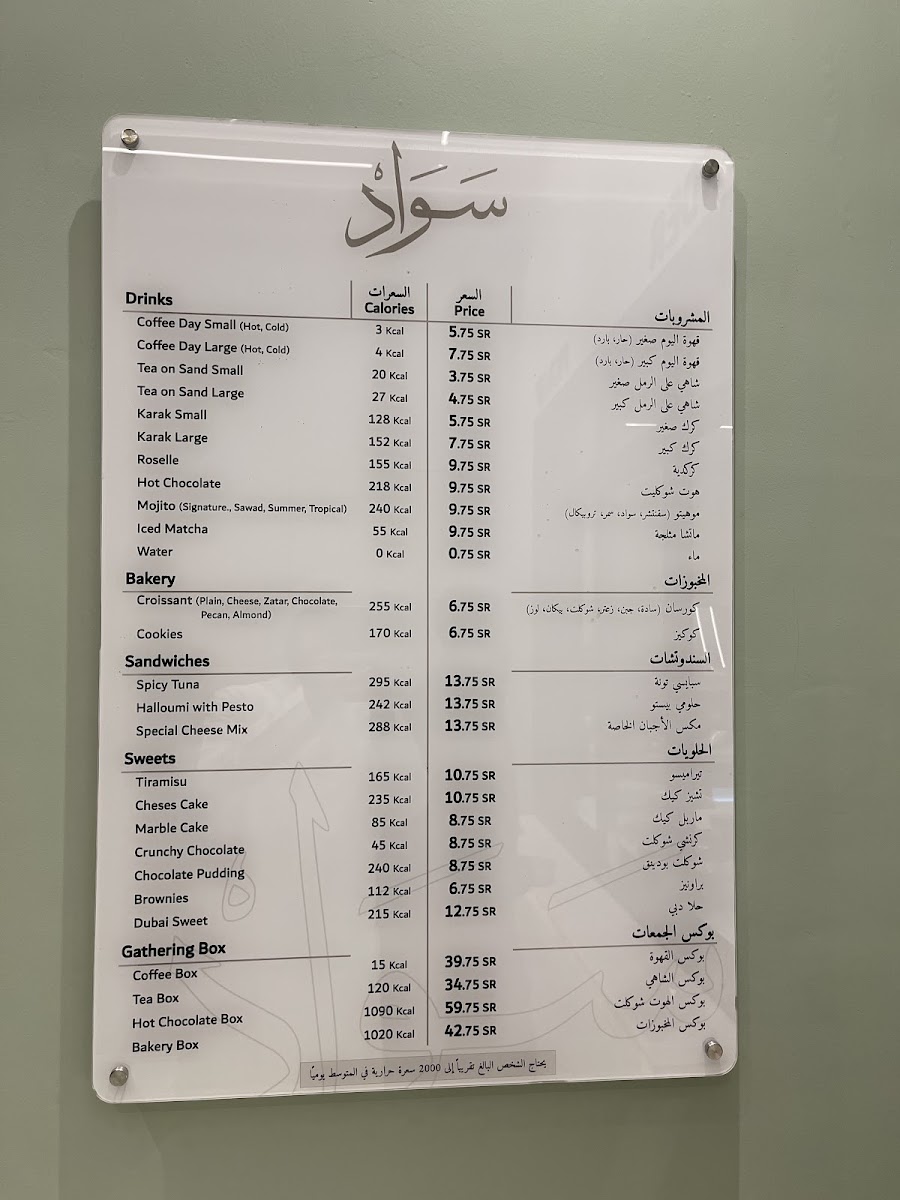 سَوَادْ
Drinks السعرات Calories السعر Price المشروبات
Coffee Day Small (Hot, Cold) 3 Kcal 5.75 SR قهوة اليوم صغير (حار، بارد)
Coffee Day Large (Hot, Cold) 4 Kcal 7.75 SR قهوة اليوم كبير (حار، بارد)
Tea on Sand Small 20 Kcal 3.75 SR شاهي على الرمل صغير
Tea on Sand Large 27 Kcal 4.75 SR شاهي على الرمل كبير
Karak Small 128 Kcal 5.75 SR كرك صغير
Karak Large 152 Kcal 7.75 SR كرك كبير
Roselle 155 Kcal 9.75 SR كركدية
Hot Chocolate 218 Kcal 9.75 SR هوت شوكليت
Mojito (Signature., Sawad, Summer, Tropical) 240 Kcal 9.75 SR موهيتو (سقنتشر، سواد، سمر، تروبيكال)
Iced Matcha 55 Kcal 9.75 SR ماتشا مثلجة
Water 0 Kcal 0.75 SR ماء
Bakery المخبوزات
Croissant (Plain, Cheese, Zatar, Chocolate, 255 Kcal 6.75 SR كورسان (سادة، جبن، زعتر، شوكلت، بيكان، لوز)
Pecan, Almond)
Cookies 170 Kcal 6.75 SR كوكيز
Sandwiches السندوتشات
Spicy Tuna 295 Kcal 13.75 SR سبايسي تونة
Halloumi with Pesto 242 Kcal 13.75 SR حلومي بيستو
Special Cheese Mix 288 Kcal 13.75 SR مكس الأجبان الخاصة
Sweets الحلويات
Tiramisu 165 Kcal 10.75 SR تيراميسو
Cheses Cake 235 Kcal 10.75 SR تشيز كيك
Marble Cake 85 Kcal 8.75 SR ماربل كيك
Crunchy Chocolate 45 Kcal 8.75 SR كرنشي شوكلت
Chocolate Pudding 240 Kcal 8.75 SR شوكلت بودينق
Brownies 112 Kcal 6.75 SR براونيز
Dubai Sweet 215 Kcal 12.75 SR حلا دبي
Gathering Box بوكس الجمعات
Coffee Box 15 Kcal 39.75 SR بوكس القهوة
Tea Box 120 Kcal 34.75 SR بوكس الشاهي
Hot Chocolate Box 1090 Kcal 59.75 SR بوكس الهوت شوكلت
Bakery Box 1020 Kcal 42.75 SR بوكس المخبوزات
يحتاج الشخص البالغ تقريباً إلى 2000 سعرة حرارية في المتوسط يوميًا